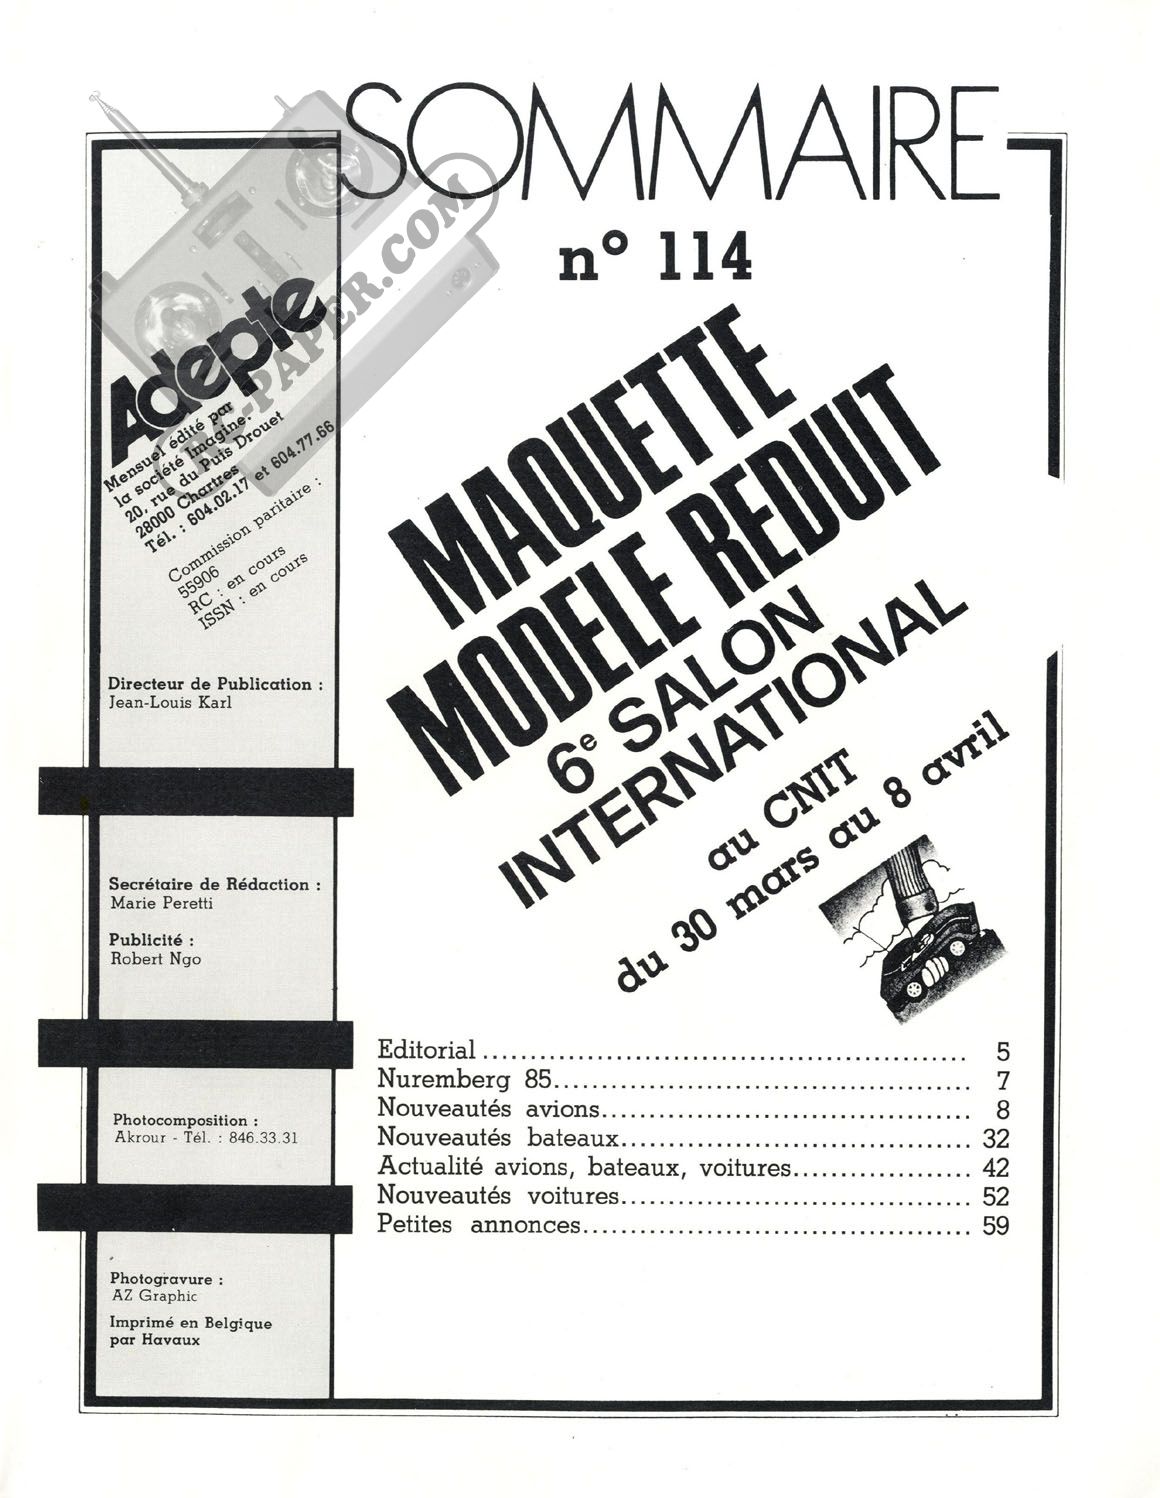 SOMMAIRE
n° 114
Adepte
RC-PAPER.COM
Mensuel édité par
la société Imagine.
20, rue du Puis Drouet
28000 Chartres
Tél. : 604.02.17 et 604.77.66
Commission paritaire :
55906
RC : en cours
ISSN : en cours
Directeur de Publication :
Jean-Louis Karl
Secrétaire de Rédaction :
Marie Peretti
Publicité :
Robert Ngo
Photocomposition :
Akrour - Tél. : 846.33.31
Photogravure :
AZ Graphic
Imprimé en Belgique
par Havaux
MAQUETTE
MODELE REDUIT
6e SALON
INTERNATIONAL
au CNIT
du 30 mars au 8 avril
Editorial ........ 5
Nuremberg 85........ 7
Nouveautés avions........ 8
Nouveautés bateaux........ 32
Actualité avions, bateaux, voitures........ 42
Nouveautés voitures........ 52
Petites annonces........ 59